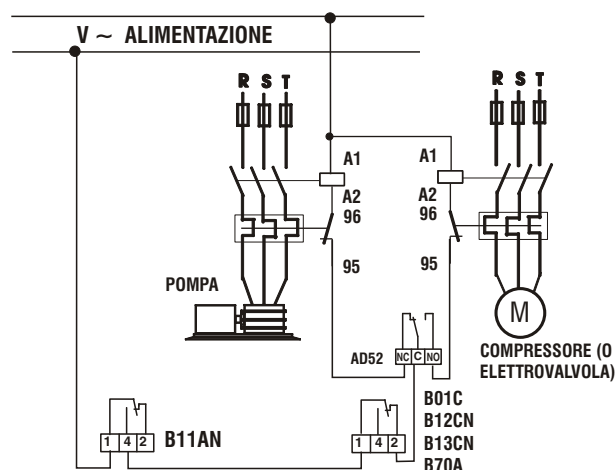 V ~ ALIMENTAZIONE
R S T
R S T
A1
A1
A2
A2
96
96
95
95
POMPA
M
COMPRESSORE (O
ELETTROVALVOLA)
AD52
NC C NO
B01C
B12CN
B13CN
B70A
1 4 2
B11AN
1 4 2